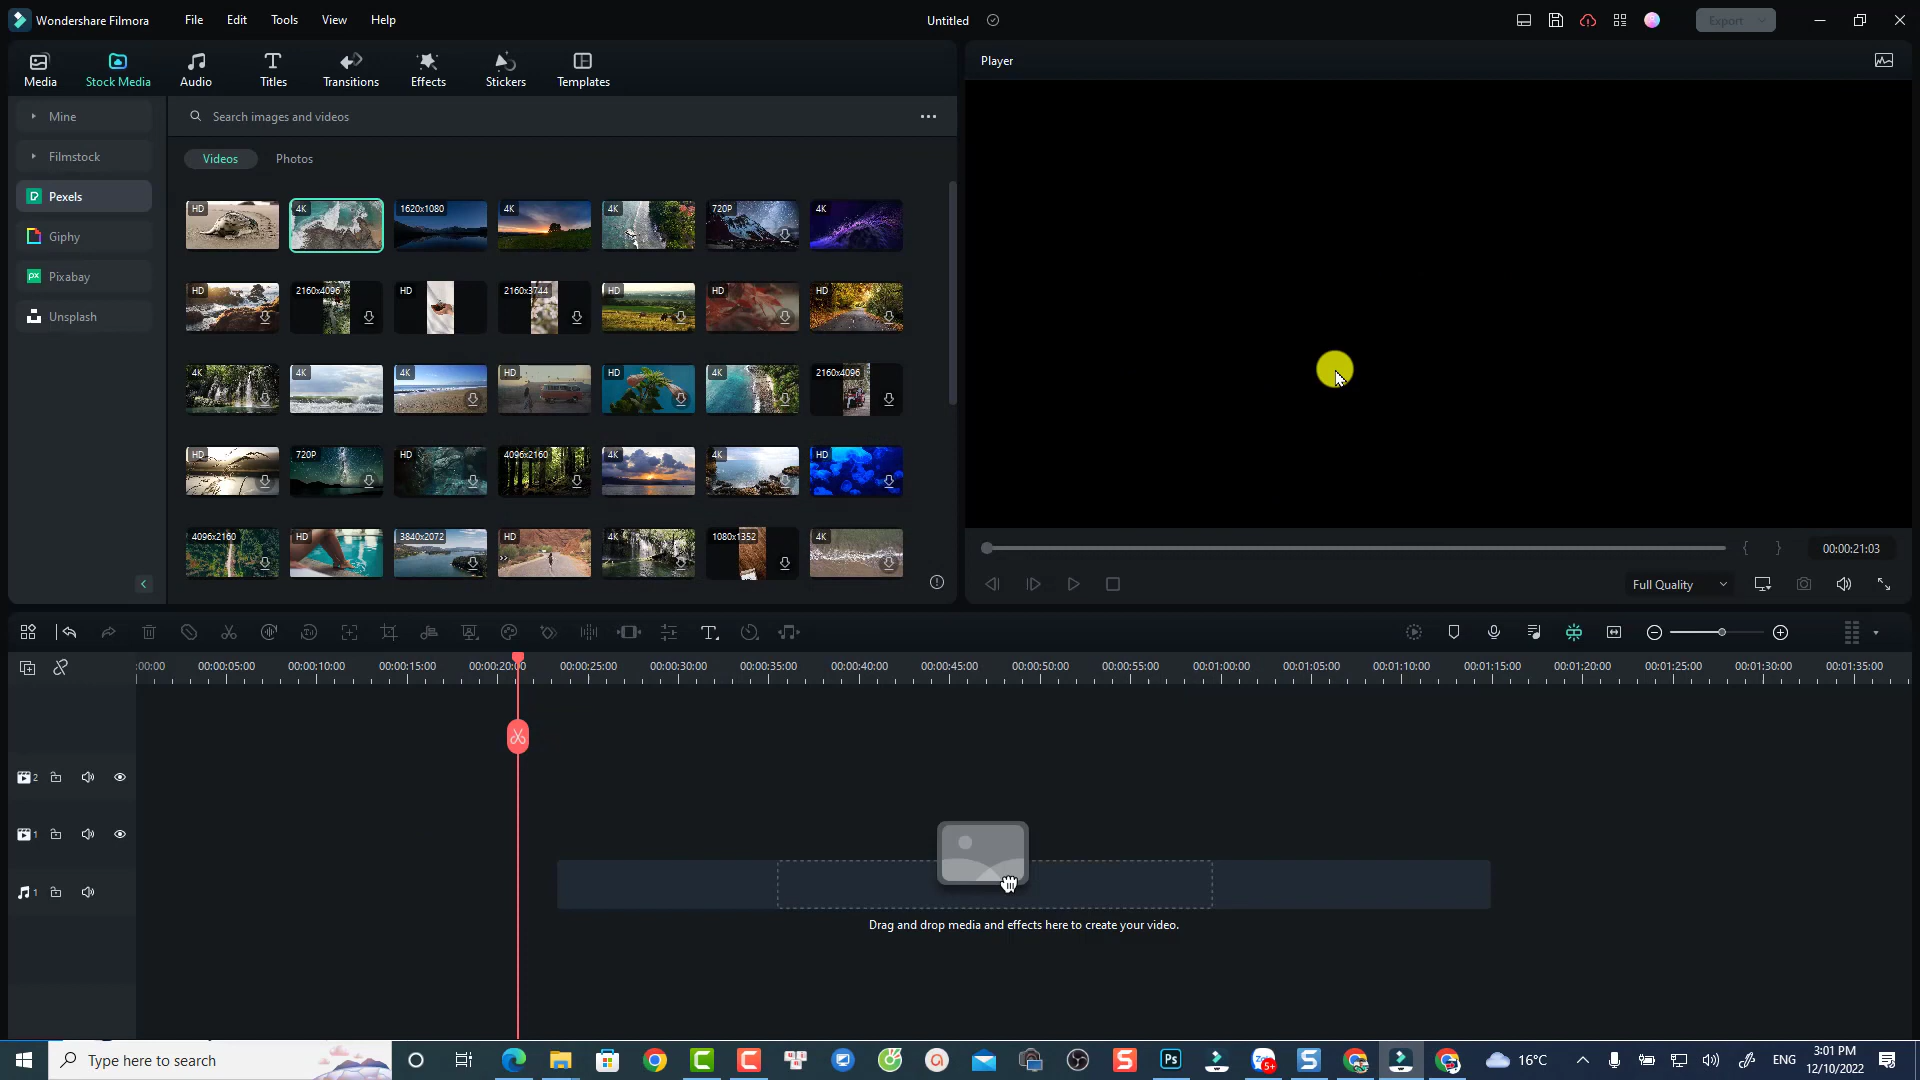 Wondershare Filmora
File
Edit
Tools
View
Help
Untitled
Export
Media
Stock Media
Audio
Titles
Transitions
Effects
Stickers
Templates
Player
Mine
Filmstock
Pexels
Giphy
Pixabay
Unsplash
Search images and videos
Videos
Photos
HD
4K
1620x1080
4K
4K
720P
4K
HD
2160x4096
HD
2160x3744
HD
HD
HD
4K
4K
4K
HD
HD
4K
2160x4096
HD
720P
HD
4096x2160
4K
4K
HD
4096x2160
HD
3840x2072
HD
4K
1080x1352
4K
00:00:21:03
Full Quality
:00:00
00:00:05:00
00:00:10:00
00:00:15:00
00:00:20:00
00:00:25:00
00:00:30:00
00:00:35:00
00:00:40:00
00:00:45:00
00:00:50:00
00:00:55:00
00:01:00:00
00:01:05:00
00:01:10:00
00:01:15:00
00:01:20:00
00:01:25:00
00:01:30:00
00:01:35:00
2
1
1
Drag and drop media and effects here to create your video.
Type here to search
Ps
5+
16°C
ENG
3:01 PM
12/10/2022